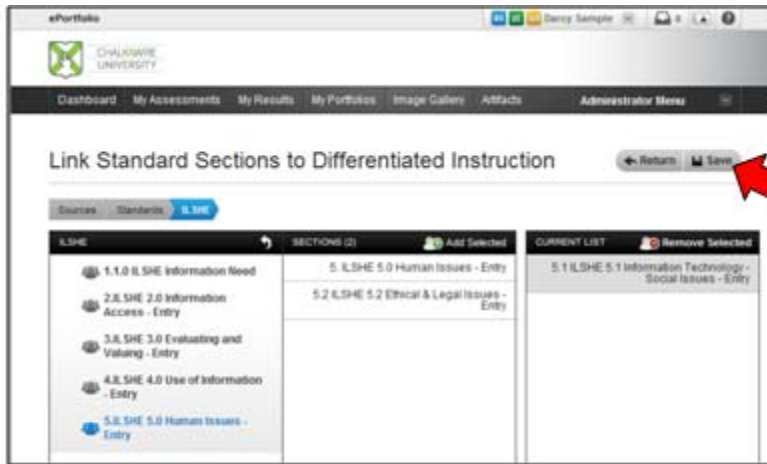 ePortfolio
Darcy Sample
CHALK&WIRE
UNIVERSITY
Dashboard My Assessments My Results My Portfolios Image Gallery Artifacts Administrator Menu
Link Standard Sections to Differentiated Instruction
Return Save
Sources Standards ILSHE
ILSHE
1.1.0 ILSHE Information Need
2.ILSHE 2.0 Information
Access - Entry
3.ILSHE 3.0 Evaluating and
Valuing - Entry
4.ILSHE 4.0 Use of Information
- Entry
5.ILSHE 5.0 Human Issues -
Entry
SECTIONS (2) Add Selected
5. ILSHE 5.0 Human Issues - Entry
5.2 ILSHE 5.2 Ethical & Legal Issues -
Entry
CURRENT LIST Remove Selected
5.1 ILSHE 5.1 Information Technology -
Social Issues - Entry